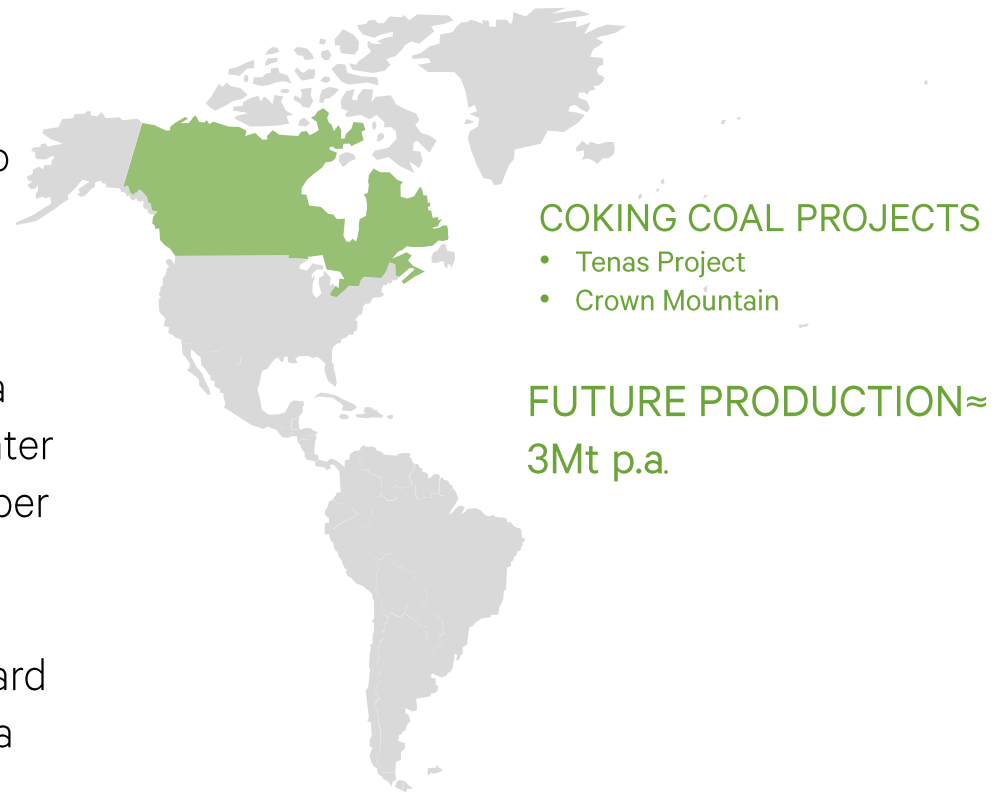 COKING COAL PROJECTS
• Tenas Project
• Crown Mountain
FUTURE PRODUCTION≈
3Mt p.a.